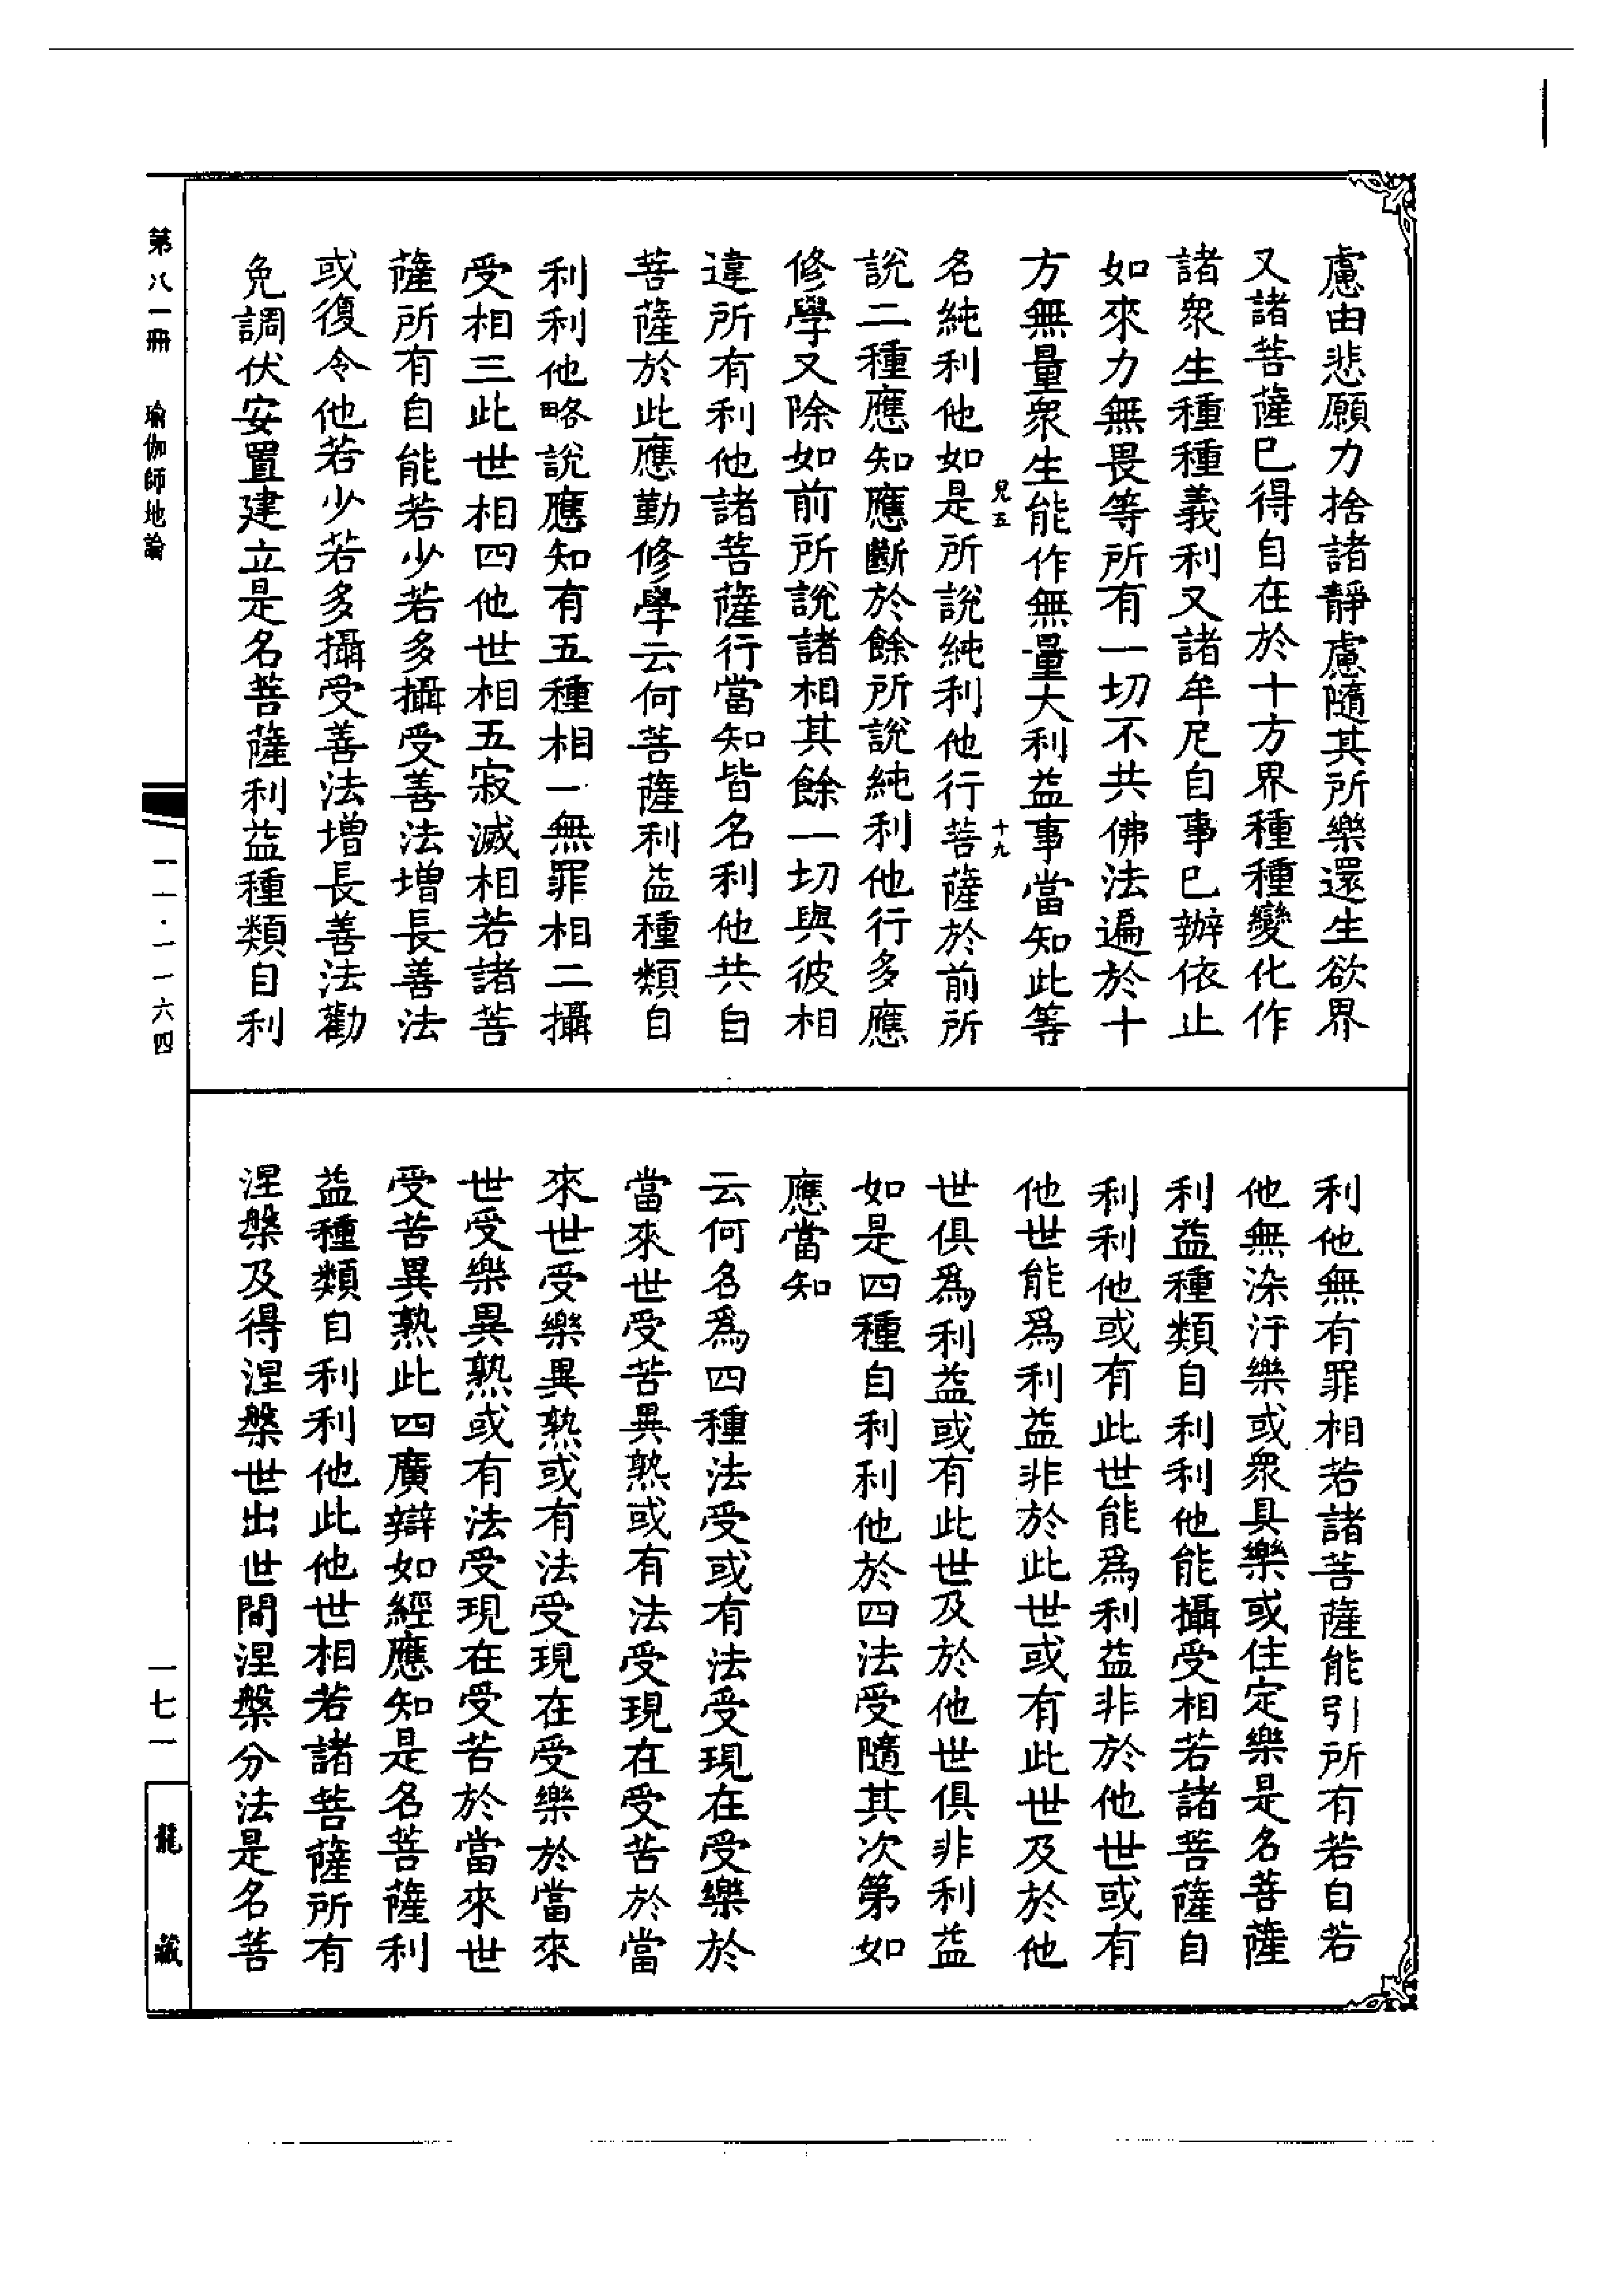 慮由悲願力捨諸靜慮隨其所樂還生欲界
又諸菩薩已得自在於十方界種種變化作
諸衆生種種義利又諸牟尼自事已辦依止
如來力無畏等所有一切不共佛法遍於十
方無量衆生能作無量大利益事當知此等
兒五 十九
名純利他如是所說純利他行菩薩於前所
說二種應知應斷於餘所說純利他行多應
修學又除如前所說諸相其餘一切與彼相
違所有利他諸菩薩行當知皆名利他共自
菩薩於此應勤修學云何菩薩利益種類自
利利他略說應知有五種相一無罪相二攝
受相三此世相四他世相五寂滅相若諸菩
薩所有自能若少若多攝受善法增長善法
或復令他若少若多攝受善法增長善法勸
免調伏安置建立是名菩薩利益種類自利
利他無有罪相若諸菩薩能引所有若自若
他無染汙樂或衆具樂或住定樂是名菩薩
利益種類自利利他能攝受相若諸菩薩自
利利他或有此世能爲利益非於他世或有
他世能爲利益非於此世或有此世及於他
世俱爲利益或有此世及於他世俱非利益
如是四種自利利他於四法受隨其次第如
應當知
云何名爲四種法受或有法受現在受樂於
當來世受苦異熟或有法受現在受苦於當
來世受樂異熟或有法受現在受樂於當來
世受樂異熟或有法受現在受苦於當來世
受苦異熟此四廣辯如經應知是名菩薩利
益種類自利利他此他世相若諸菩薩所有
涅槃及得涅槃世出世間涅槃分法是名菩
第八一冊 瑜伽師地論
一一·一一六四
一七一
龍藏